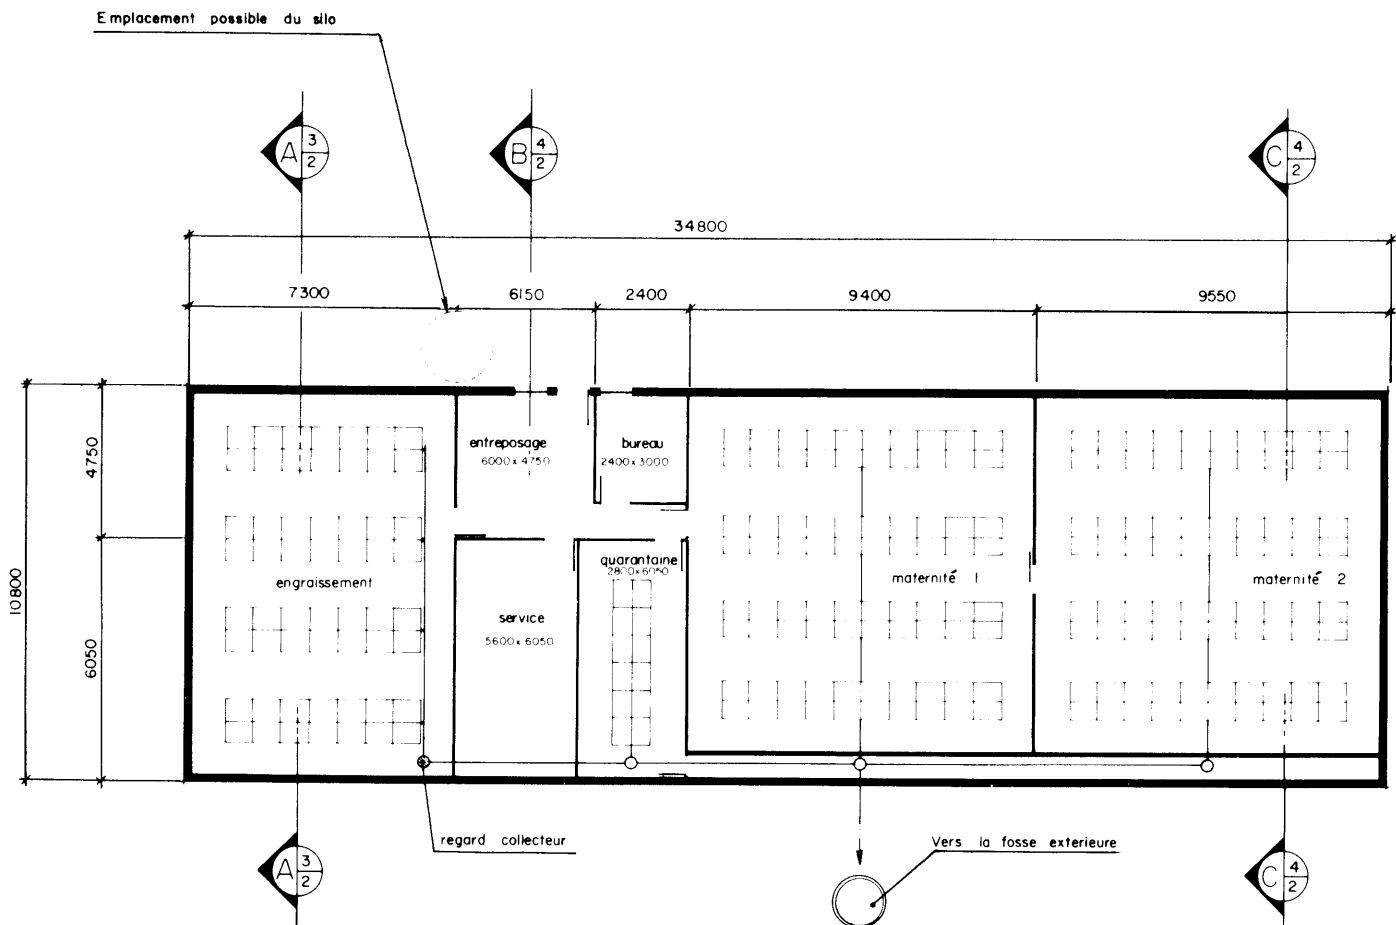 Emplacement possible du silo
A 3 2
B 4 2
C 4 2
34800
7300 6150 2400 9400 9550
10800
4750
6050
entreposage
6000 x 4750
bureau
2400 x 3000
engraissement
quarantaine
2800 x 6050
service
5600 x 6050
maternité 1
maternité 2
regard collecteur
Vers la fosse exterieure
A 3 2
C 4 2